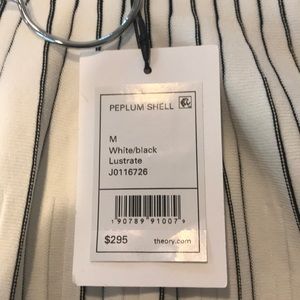 PEPLUM SHELL
M
White/black
Lustrate
J0116726
190789910079
$295 theory.com